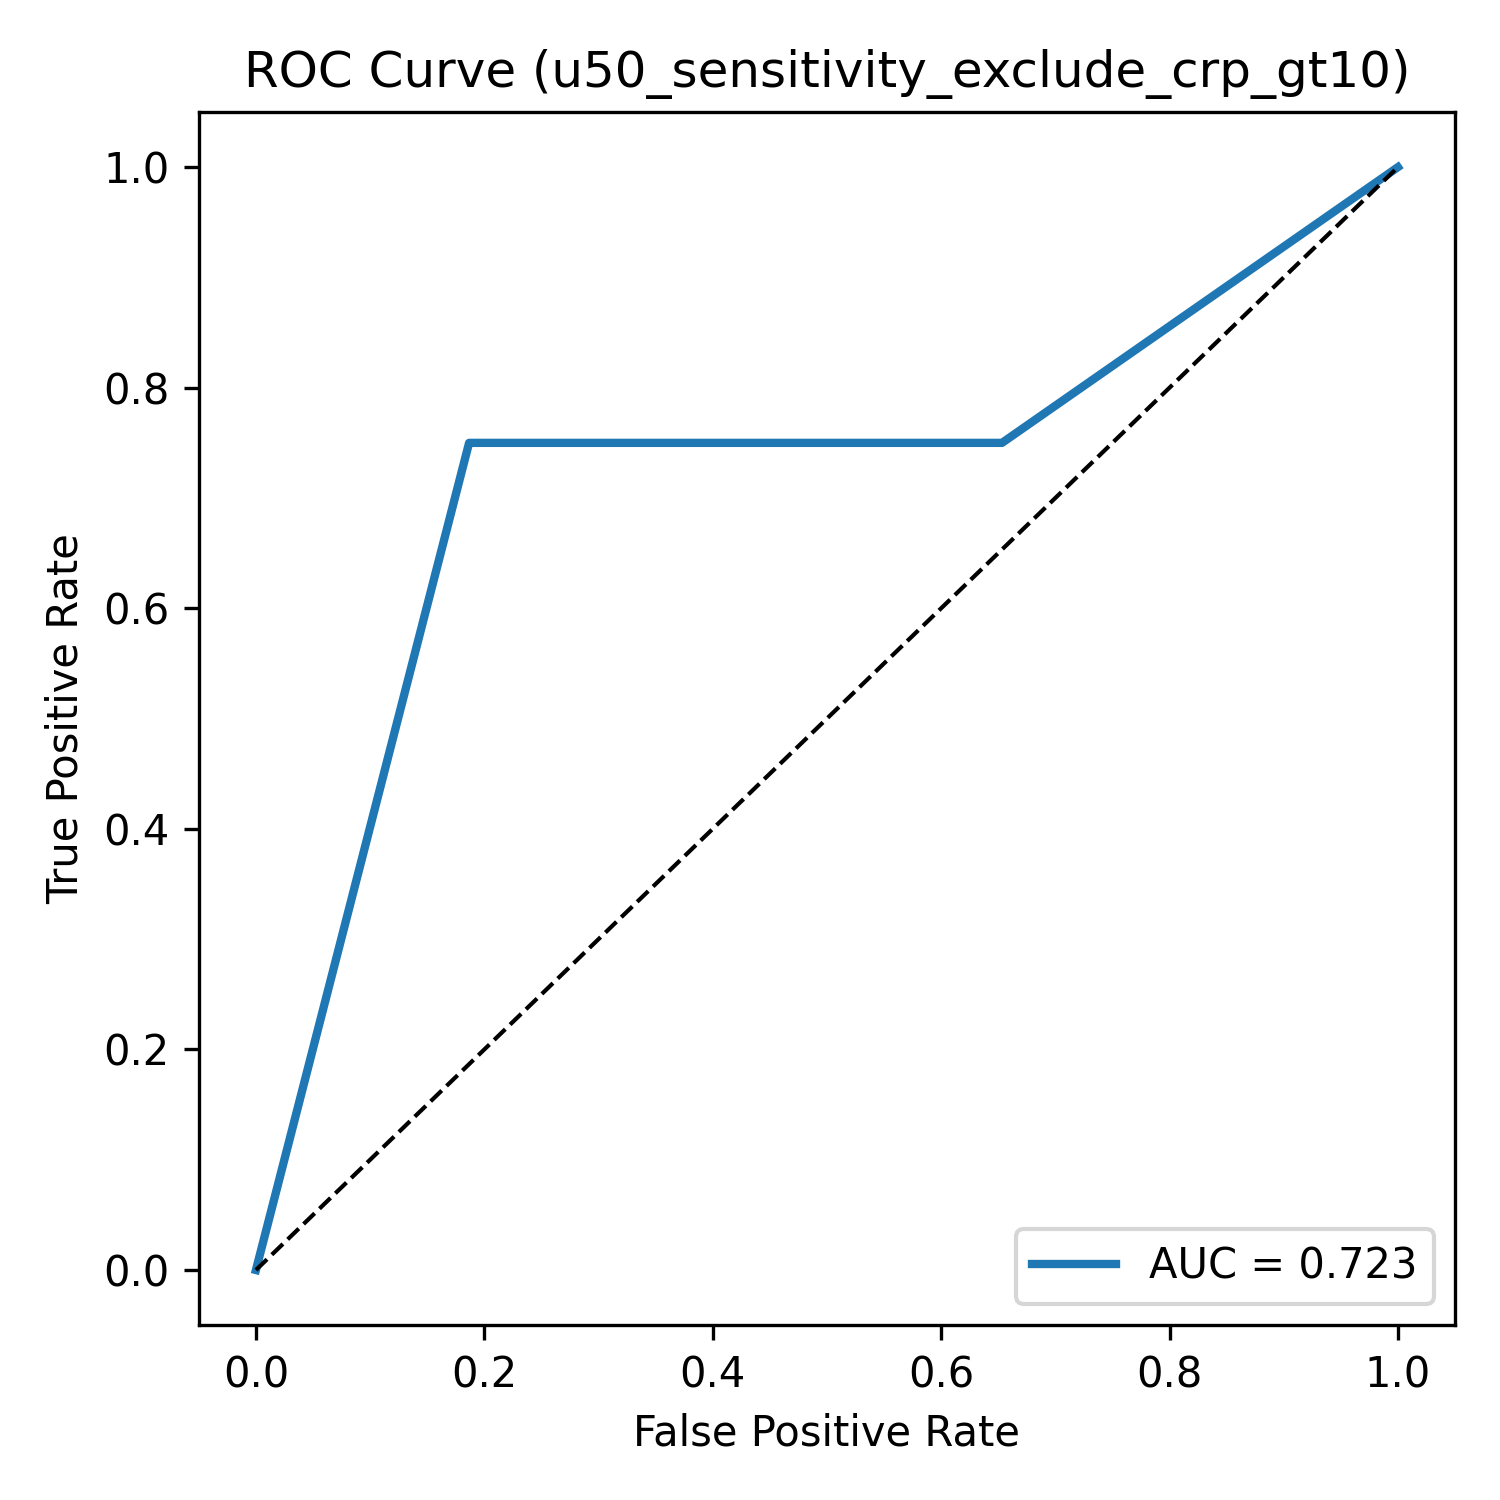 ROC Curve (u50_sensitivity_exclude_crp_gt10)
1.0
0.8
0.6
0.4
0.2
0.0
True Positive Rate
AUC = 0.723
0.0 0.2 0.4 0.6 0.8 1.0
False Positive Rate